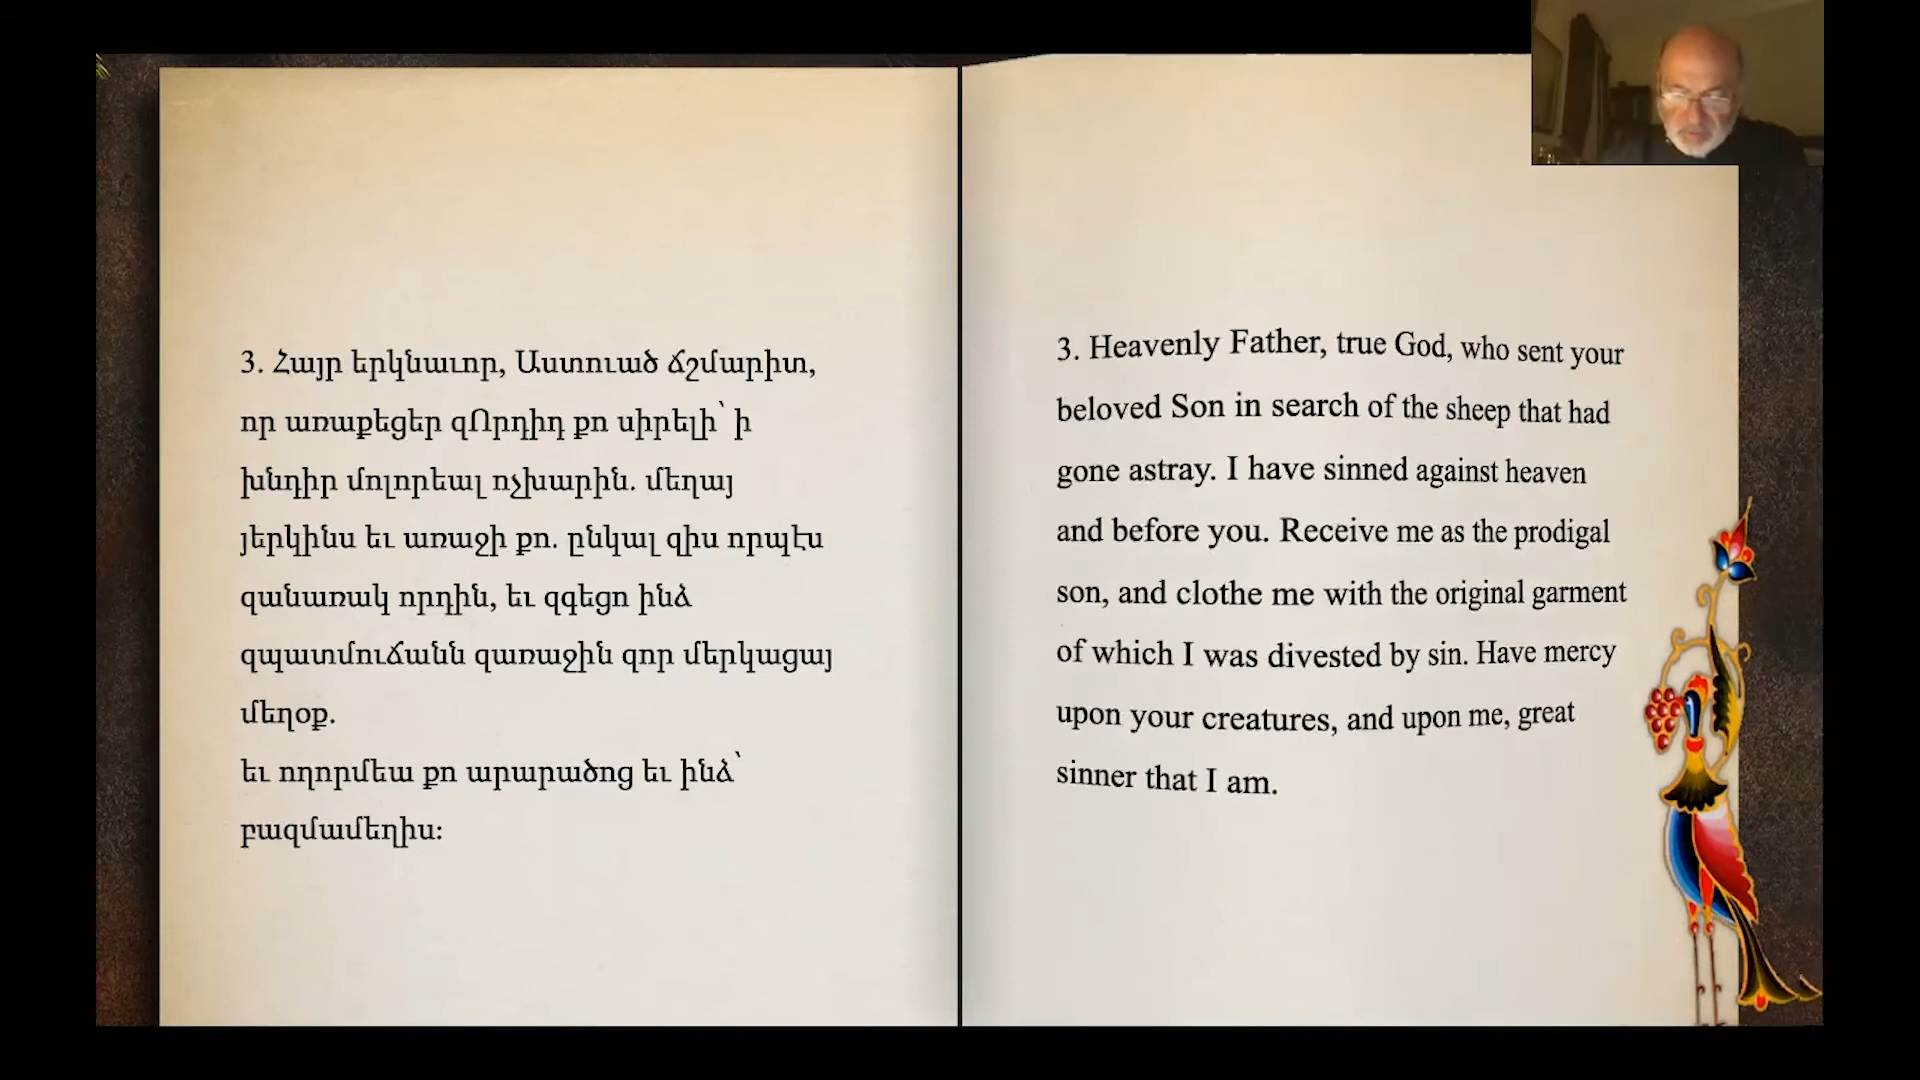 3. Հայր երկնաւոր, Աստուած ճշմարիտ,
որ առաքեցեր զՈրդիդ քո սիրելի՝ ի
խնդիր մոլորեալ ոչխարին. մեղայ
յերկինս եւ առաջի քո. ընկալ զիս որպէս
զանառակ որդին, եւ զգեցո ինձ
զպատմուճանն զառաջին զոր մերկացայ
մեղօք.
եւ ողորմեա քո արարածոց եւ ինձ՝
բազմամեղիս:
3. Heavenly Father, true God, who sent your
beloved Son in search of the sheep that had
gone astray. I have sinned against heaven
and before you. Receive me as the prodigal
son, and clothe me with the original garment
of which I was divested by sin. Have mercy
upon your creatures, and upon me, great
sinner that I am.